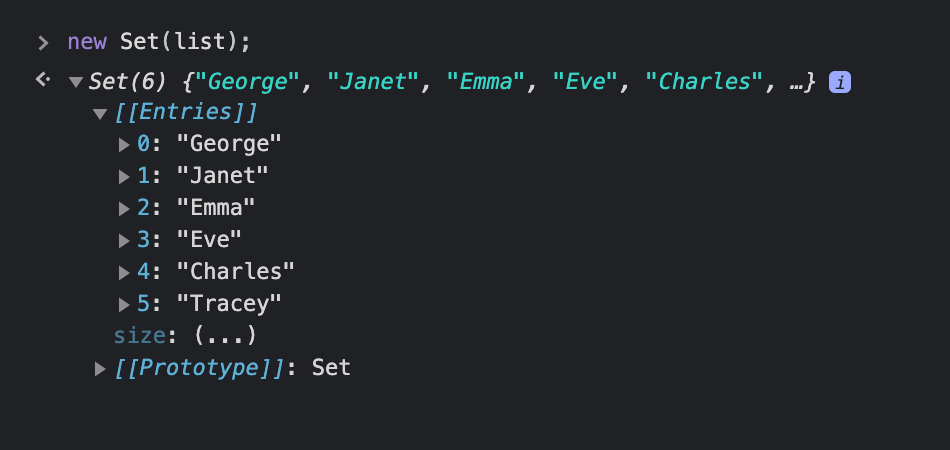 > new Set(list);
Set(6) {"George", "Janet", "Emma", "Eve", "Charles", …} i
[[Entries]]
0: "George"
1: "Janet"
2: "Emma"
3: "Eve"
4: "Charles"
5: "Tracey"
size: (...)
[[Prototype]]: Set